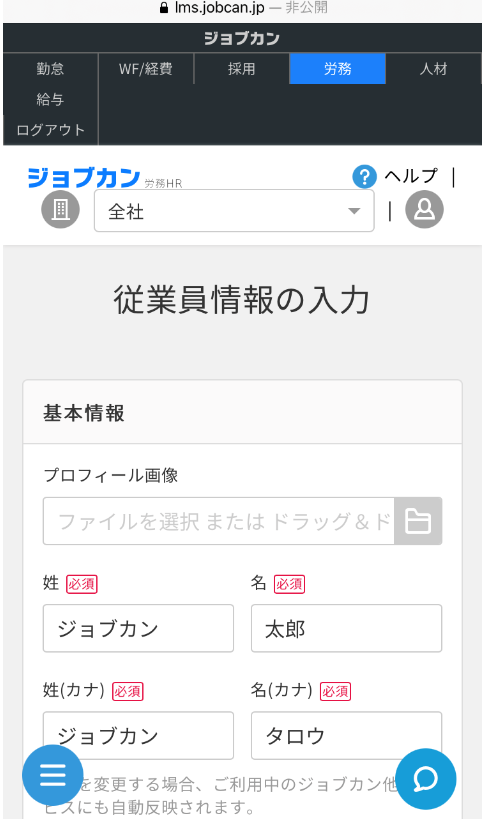 lms.jobcan.jp — 非公開
ジョブカン
勤怠 WF/経費 採用 労務 人材
給与
ログアウト
ジョブカン 労務HR ? ヘルプ |
全社 |
従業員情報の入力
基本情報
プロフィール画像
ファイルを選択 または ドラッグ＆ド
姓 必須 名 必須
ジョブカン 太郎
姓(カナ) 必須 名(カナ) 必須
ジョブカン タロウ
を変更する場合、ご利用中のジョブカン他
ビスにも自動反映されます。